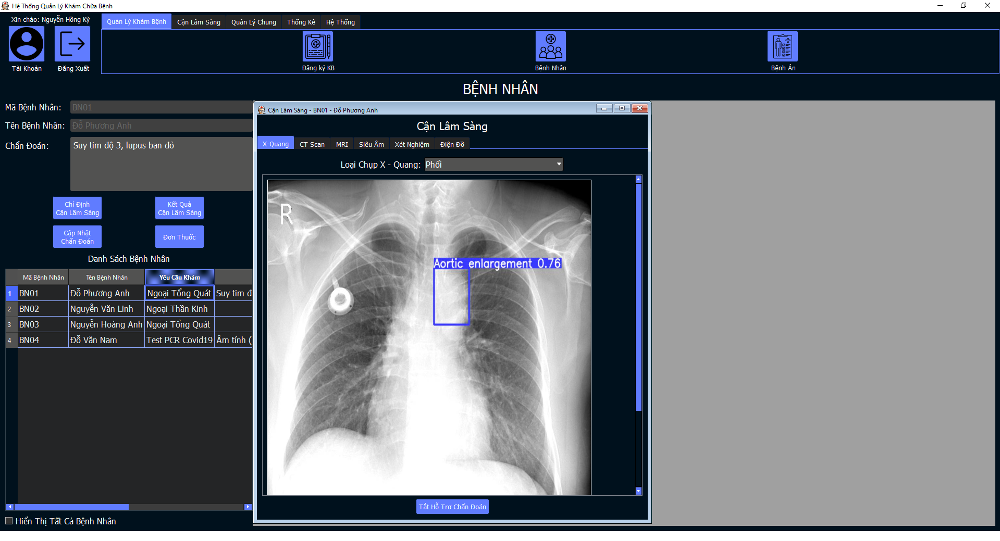 Hệ Thống Quản Lý Khám Chữa Bệnh
Xin chào: Nguyễn Hồng Kỳ
Tài Khoản
Đăng Xuất
Quản Lý Khám Bệnh
Cận Lâm Sàng
Quản Lý Chung
Thống Kê
Hệ Thống
Đăng ký KB
Bệnh Nhân
Bệnh Án
BỆNH NHÂN
Mã Bệnh Nhân: BN01
Tên Bệnh Nhân: Đỗ Phương Anh
Chẩn Đoán: Suy tim độ 3, lupus ban đỏ
Chỉ Định
Cận Lâm Sàng
Kết Quả
Cận Lâm Sàng
Cập Nhật
Chẩn Đoán
Đơn Thuốc
Danh Sách Bệnh Nhân
Mã Bệnh Nhân Tên Bệnh Nhân Yêu Cầu Khám
1 BN01 Đỗ Phương Anh Ngoại Tổng Quát Suy tim đ
2 BN02 Nguyễn Văn Linh Ngoại Thần Kinh
3 BN03 Nguyễn Hoàng Anh Ngoại Tổng Quát
4 BN04 Đỗ Văn Nam Test PCR Covid19 Âm tính (
Hiển Thị Tất Cả Bệnh Nhân
Cận Lâm Sàng - BN01 - Đỗ Phương Anh
Cận Lâm Sàng
X-Quang
CT Scan
MRI
Siêu Âm
Xét Nghiệm
Điện Đồ
Loại Chụp X - Quang: Phổi
R
Aortic enlargement 0.76
Tắt Hỗ Trợ Chẩn Đoán